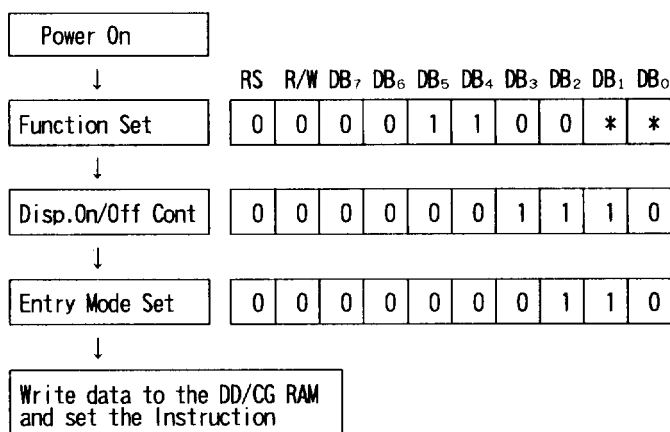 Power On
↓
RS R/W DB₇ DB₆ DB₅ DB₄ DB₃ DB₂ DB₁ DB₀
Function Set 0 0 0 0 1 1 0 0 * *
↓
Disp.On/Off Cont 0 0 0 0 0 0 1 1 1 0
↓
Entry Mode Set 0 0 0 0 0 0 0 1 1 0
↓
Write data to the DD/CG RAM
and set the Instruction